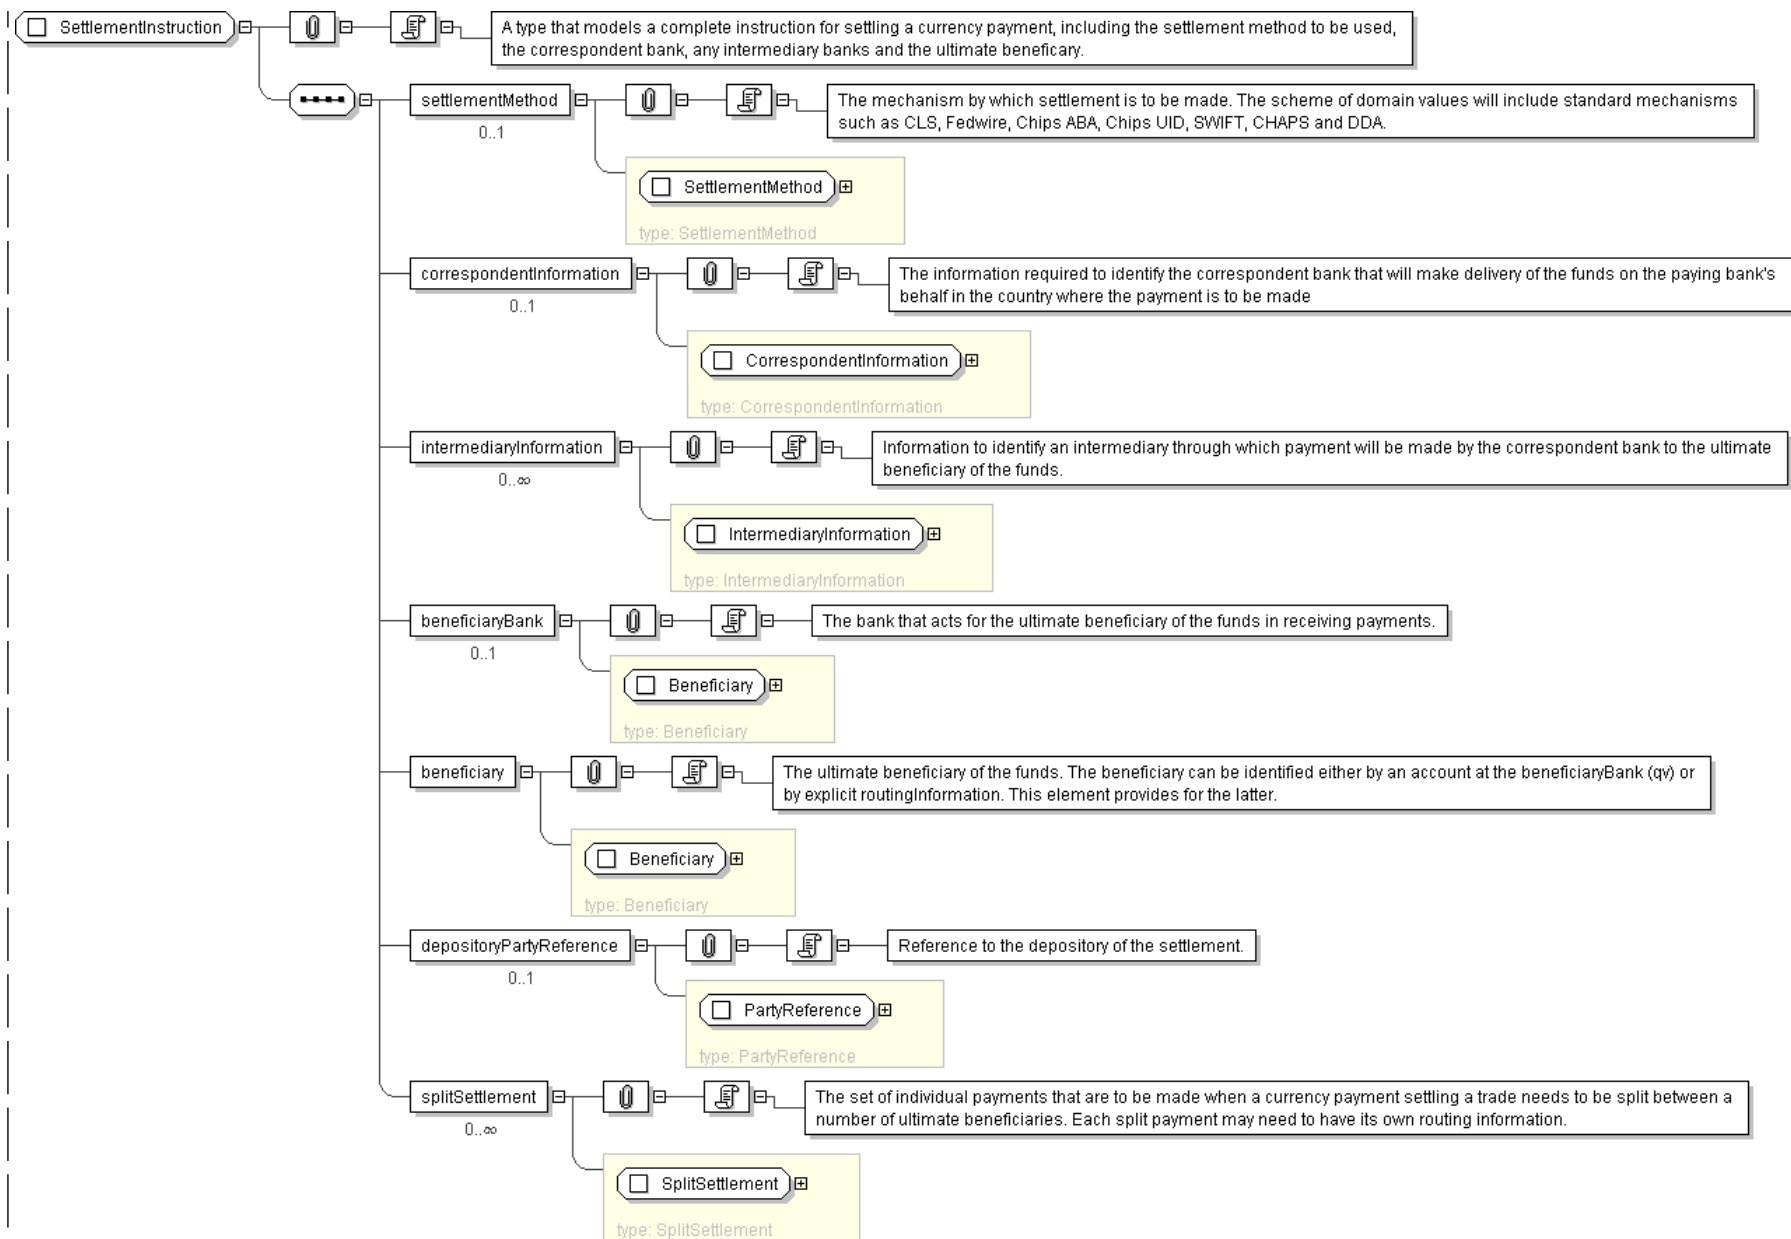 SettlementInstruction
A type that models a complete instruction for settling a currency payment, including the settlement method to be used,
the correspondent bank, any intermediary banks and the ultimate beneficary.
settlementMethod
0..1
The mechanism by which settlement is to be made. The scheme of domain values will include standard mechanisms
such as CLS, Fedwire, Chips ABA, Chips UID, SWIFT, CHAPS and DDA.
SettlementMethod
type: SettlementMethod
correspondentInformation
0..1
The information required to identify the correspondent bank that will make delivery of the funds on the paying bank's
behalf in the country where the payment is to be made
CorrespondentInformation
type: CorrespondentInformation
intermediaryInformation
0..∞
Information to identify an intermediary through which payment will be made by the correspondent bank to the ultimate
beneficiary of the funds.
IntermediaryInformation
type: IntermediaryInformation
beneficiaryBank
0..1
The bank that acts for the ultimate beneficiary of the funds in receiving payments.
Beneficiary
type: Beneficiary
beneficiary
The ultimate beneficiary of the funds. The beneficiary can be identified either by an account at the beneficiaryBank (qv) or
by explicit routingInformation. This element provides for the latter.
Beneficiary
type: Beneficiary
depositoryPartyReference
0..1
Reference to the depository of the settlement.
PartyReference
type: PartyReference
splitSettlement
0..∞
The set of individual payments that are to be made when a currency payment settling a trade needs to be split between a
number of ultimate beneficiaries. Each split payment may need to have its own routing information.
SplitSettlement
type: SplitSettlement